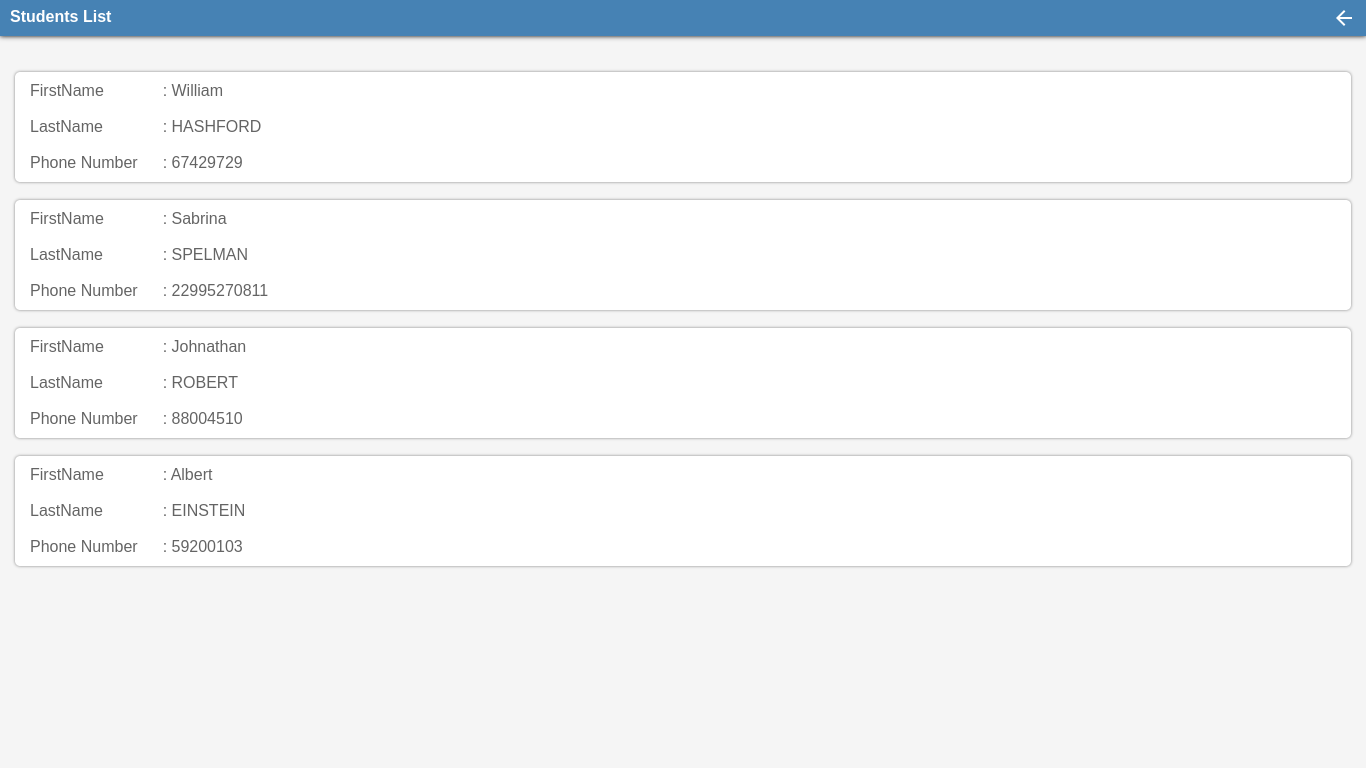 Students List
FirstName : William
LastName : HASHFORD
Phone Number : 67429729
FirstName : Sabrina
LastName : SPELMAN
Phone Number : 22995270811
FirstName : Johnathan
LastName : ROBERT
Phone Number : 88004510
FirstName : Albert
LastName : EINSTEIN
Phone Number : 59200103